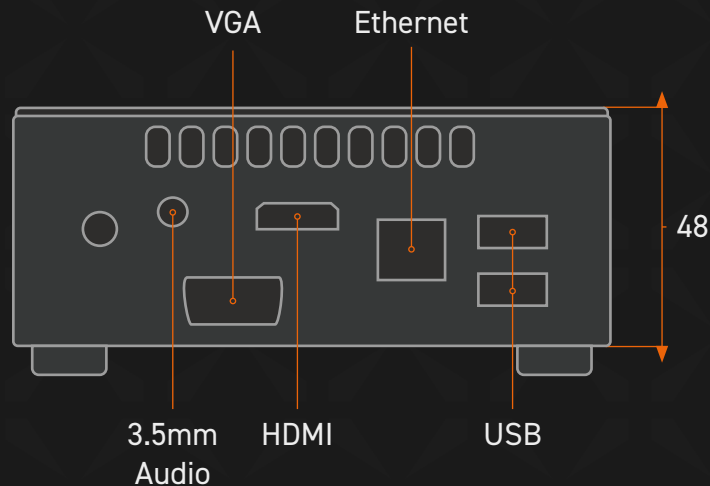 VGA
Ethernet
48
3.5mm
Audio
HDMI
USB